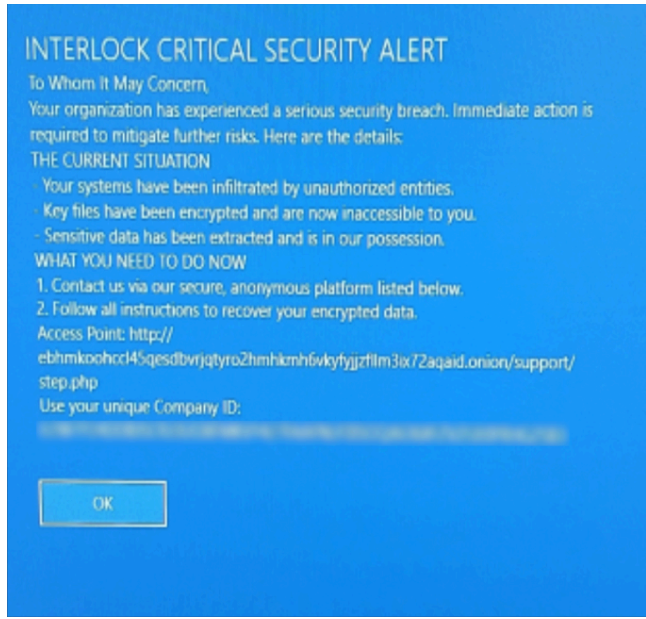 INTERLOCK CRITICAL SECURITY ALERT
To Whom It May Concern,
Your organization has experienced a serious security breach. Immediate action is
required to mitigate further risks. Here are the details:
THE CURRENT SITUATION
- Your systems have been infiltrated by unauthorized entities.
- Key files have been encrypted and are now inaccessible to you.
- Sensitive data has been extracted and is in our possession.
WHAT YOU NEED TO DO NOW
1. Contact us via our secure, anonymous platform listed below.
2. Follow all instructions to recover your encrypted data.
Access Point: http://
ebhmkoohccl45qesdbvrjqtyro2hmhkmh6vkyfyjjzfllm3ix72aqaid.onion/support/
step.php
Use your unique Company ID:
OK